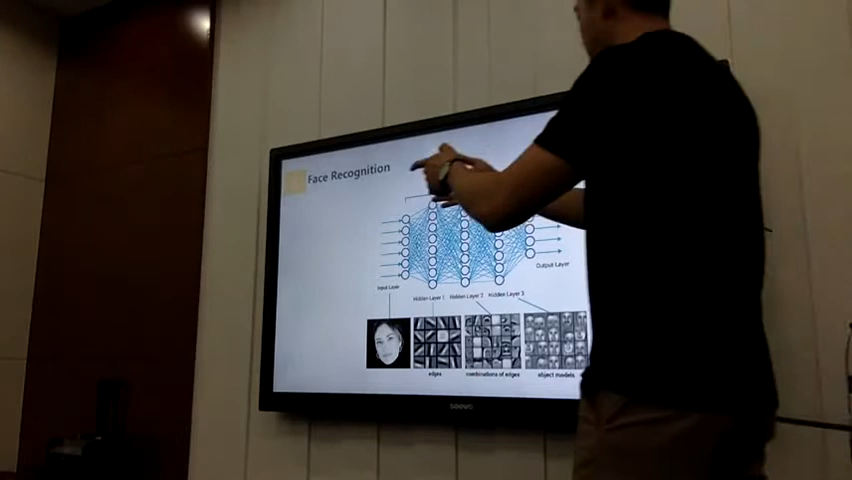 Face Recognition
Output Layer
Input Layer
Hidden Layer 1 Hidden Layer 2 Hidden Layer 3
edges combinations of edges object models
seevo